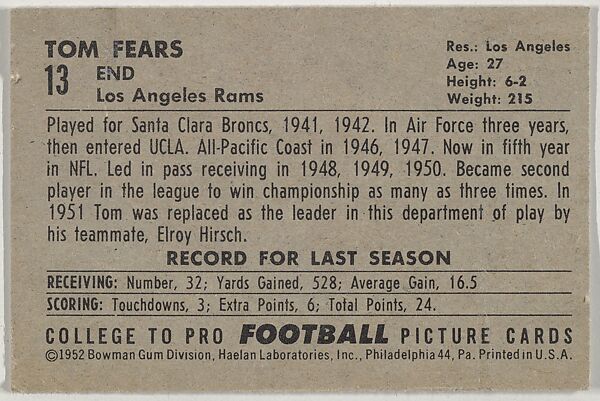 TOM FEARS
13 END
Los Angeles Rams
Res.: Los Angeles
Age: 27
Height: 6-2
Weight: 215
Played for Santa Clara Broncs, 1941, 1942. In Air Force three years,
then entered UCLA. All-Pacific Coast in 1946, 1947. Now in fifth year
in NFL. Led in pass receiving in 1948, 1949, 1950. Became second
player in the league to win championship as many as three times. In
1951 Tom was replaced as the leader in this department of play by
his teammate, Elroy Hirsch.
RECORD FOR LAST SEASON
RECEIVING: Number, 32; Yards Gained, 528; Average Gain, 16.5
SCORING: Touchdowns, 3; Extra Points, 6; Total Points, 24.
COLLEGE TO PRO FOOTBALL PICTURE CARDS
©1952 Bowman Gum Division, Haelan Laboratories, Inc., Philadelphia 44, Pa. Printed in U.S.A.